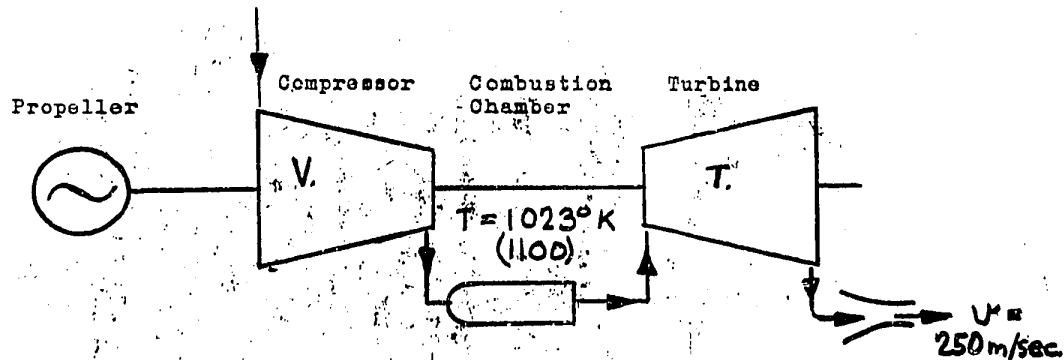 Propeller
Compressor
Combustion
Chamber
Turbine
V.
T.
T = 1023° K
(1100)
v =
250 m/sec